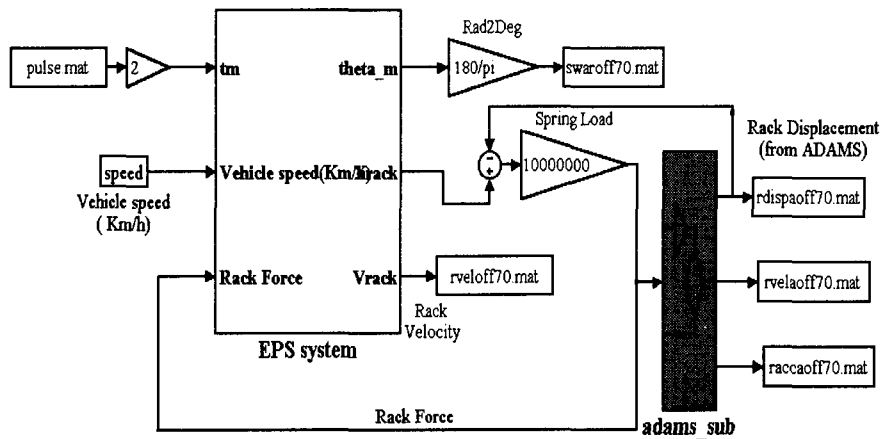 Rad2Deg
pulse mat
2
tm
theta_m
180/pi
swaroff70.mat
Spring Load
Rack Displacement
(from ADAMS)
-
+
10000000
speed
Vehicle speed(Km/h)
rack
Vehicle speed
( Km/h)
rdispaoff70.mat
Rack Force
Vrack
rveloff70.mat
rvelaoff70.mat
Rack
Velocity
EPS system
raccaoff70.mat
Rack Force
adams_sub